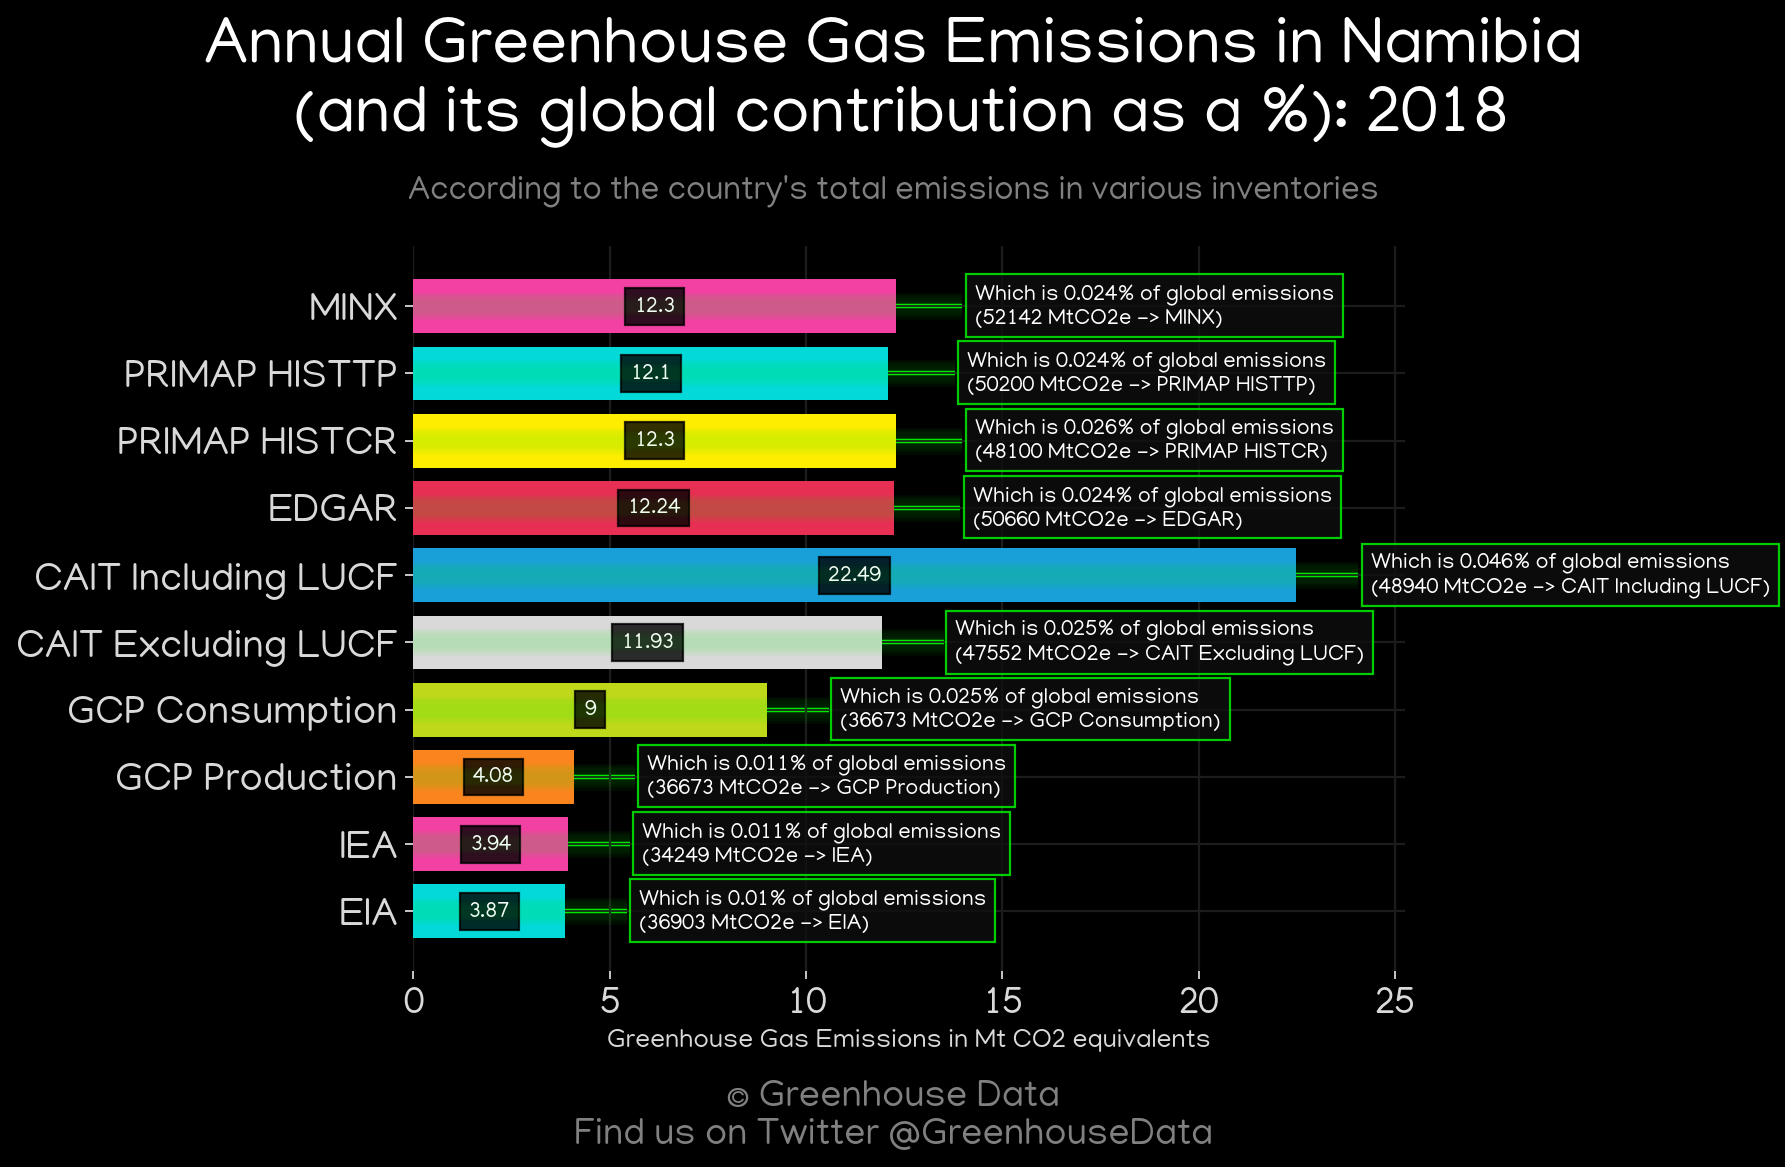 Annual Greenhouse Gas Emissions in Namibia
(and its global contribution as a %): 2018
According to the country's total emissions in various inventories
MINX
12.3
Which is 0.024% of global emissions
(52142 MtCO2e -> MINX)
PRIMAP HISTTP
12.1
Which is 0.024% of global emissions
(50200 MtCO2e -> PRIMAP HISTTP)
PRIMAP HISTCR
12.3
Which is 0.026% of global emissions
(48100 MtCO2e -> PRIMAP HISTCR)
EDGAR
12.24
Which is 0.024% of global emissions
(50660 MtCO2e -> EDGAR)
CAIT Including LUCF
22.49
Which is 0.046% of global emissions
(48940 MtCO2e -> CAIT Including LUCF)
CAIT Excluding LUCF
11.93
Which is 0.025% of global emissions
(47552 MtCO2e -> CAIT Excluding LUCF)
GCP Consumption
9
Which is 0.025% of global emissions
(36673 MtCO2e -> GCP Consumption)
GCP Production
4.08
Which is 0.011% of global emissions
(36673 MtCO2e -> GCP Production)
IEA
3.94
Which is 0.011% of global emissions
(34249 MtCO2e -> IEA)
EIA
3.87
Which is 0.01% of global emissions
(36903 MtCO2e -> EIA)
0 5 10 15 20 25
Greenhouse Gas Emissions in Mt CO2 equivalents
© Greenhouse Data
Find us on Twitter @GreenhouseData